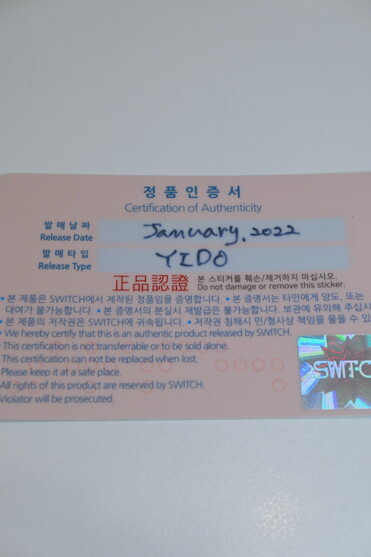 정품인증서
Certification of Authenticity
발매날짜
Release Date
January, 2022
발매타입
Release Type
YIDO
正品認證 본 스티커를 훼손/제거하지 마십시오.
Do not damage or remove this sticker.
• 본 제품은 SWITCH에서 제작된 정품임을 증명합니다. • 본 증명서는 타인에게 양도, 또는
대여가 불가능합니다. • 본 증명서의 분실시 재발급은 불가능합니다. 보관에 유의해 주십시
• 본 제품의 저작권은 SWITCH에 귀속됩니다. • 저작권 침해시 민/형사상 책임을 물을 수 있
• We hereby certify that this is an authentic product released by SWITCH.
This certification is not transferrable or to be sold alone.
This certification can not be replaced when lost.
Please keep it at a safe place.
All rights of this product are reserved by SWITCH.
Violator will be prosecuted.